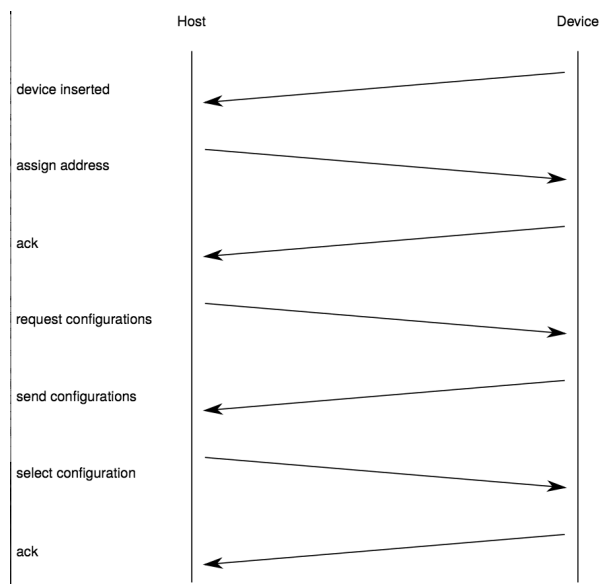 Host
Device
device inserted
assign address
ack
request configurations
send configurations
select configuration
ack